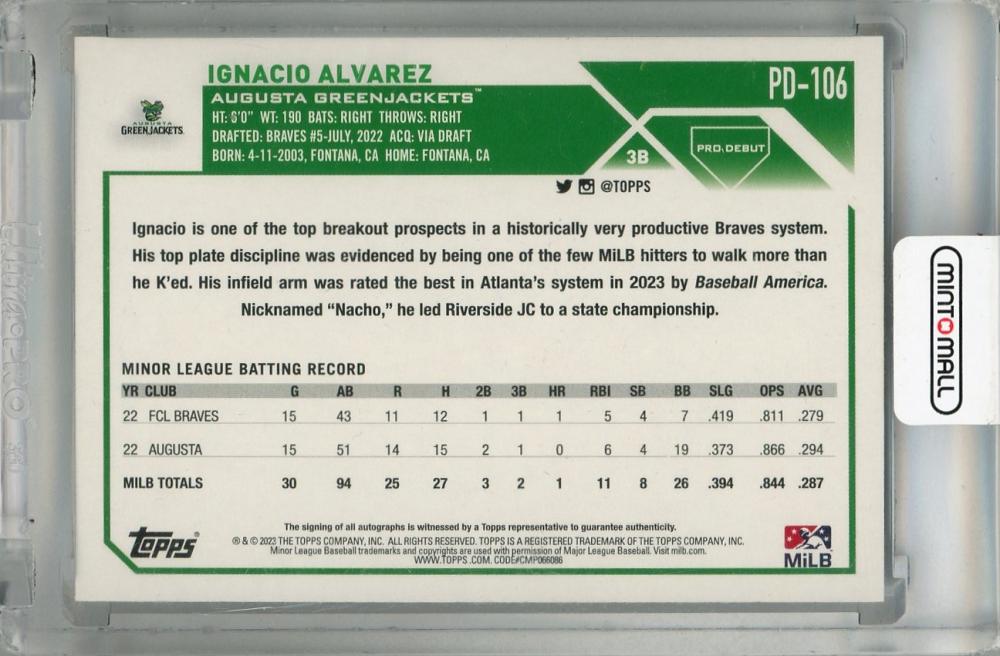 IGNACIO ALVAREZ
PD-106
AUGUSTA GREENJACKETS™
AUGUSTA
GREENJACKETS
HT: 6'0" WT: 190 BATS: RIGHT THROWS: RIGHT
DRAFTED: BRAVES #5-JULY, 2022 ACQ: VIA DRAFT
BORN: 4-11-2003, FONTANA, CA HOME: FONTANA, CA
3B
PRO DEBUT
@TOPPS
Ignacio is one of the top breakout prospects in a historically very productive Braves system.
His top plate discipline was evidenced by being one of the few MiLB hitters to walk more than
he K'ed. His infield arm was rated the best in Atlanta's system in 2023 by Baseball America.
Nicknamed "Nacho," he led Riverside JC to a state championship.
MINOR LEAGUE BATTING RECORD
YR CLUB G AB R H 2B 3B HR RBI SB BB SLG OPS AVG
22 FCL BRAVES 15 43 11 12 1 1 1 5 4 7 .419 .811 .279
22 AUGUSTA 15 51 14 15 2 1 0 6 4 19 .373 .866 .294
MILB TOTALS 30 94 25 27 3 2 1 11 8 26 .394 .844 .287
The signing of all autographs is witnessed by a Topps representative to guarantee authenticity.
® & © 2023 THE TOPPS COMPANY, INC. ALL RIGHTS RESERVED. TOPPS IS A REGISTERED TRADEMARK OF THE TOPPS COMPANY, INC.
Minor League Baseball trademarks and copyrights are used with permission of Major League Baseball. Visit milb.com.
WWW.TOPPS.COM. CODE#CMP066086
TOPPS®
MiLB
MINT MALL